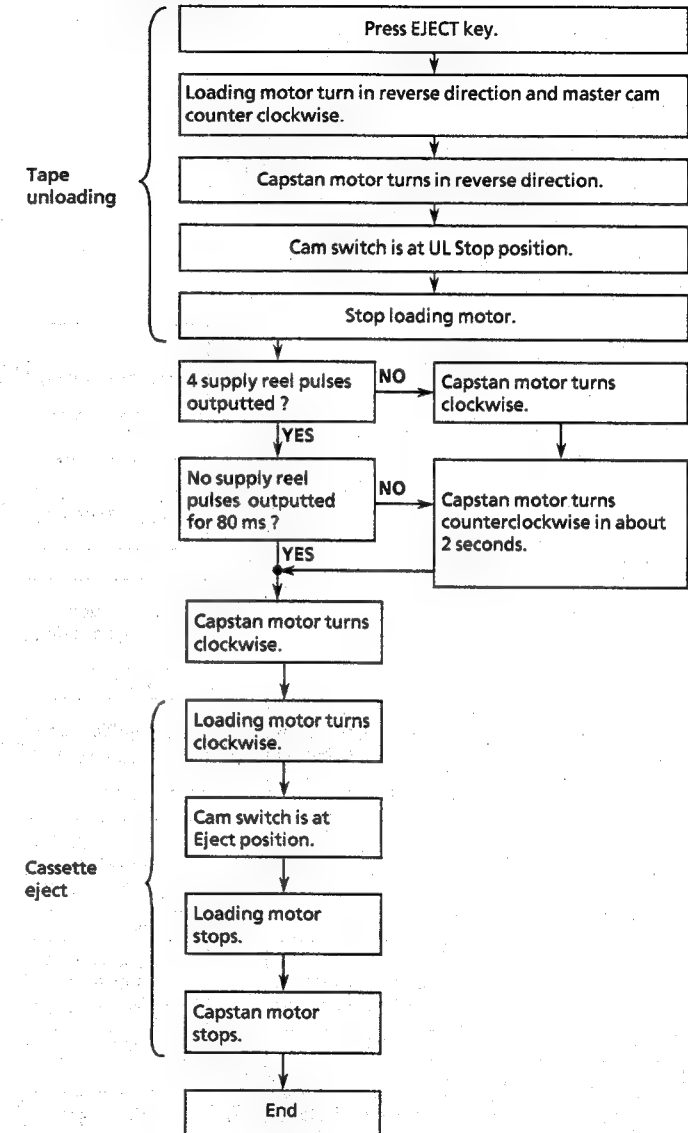 Press EJECT key.
Loading motor turn in reverse direction and master cam
counter clockwise.
Tape
unloading
Capstan motor turns in reverse direction.
Cam switch is at UL Stop position.
Stop loading motor.
4 supply reel pulses
outputted ?
NO
Capstan motor turns
clockwise.
YES
No supply reel
pulses outputted
for 80 ms ?
NO
Capstan motor turns
counterclockwise in about
2 seconds.
YES
Capstan motor turns
clockwise.
Loading motor turns
clockwise.
Cam switch is at
Eject position.
Cassette
eject
Loading motor
stops.
Capstan motor
stops.
End